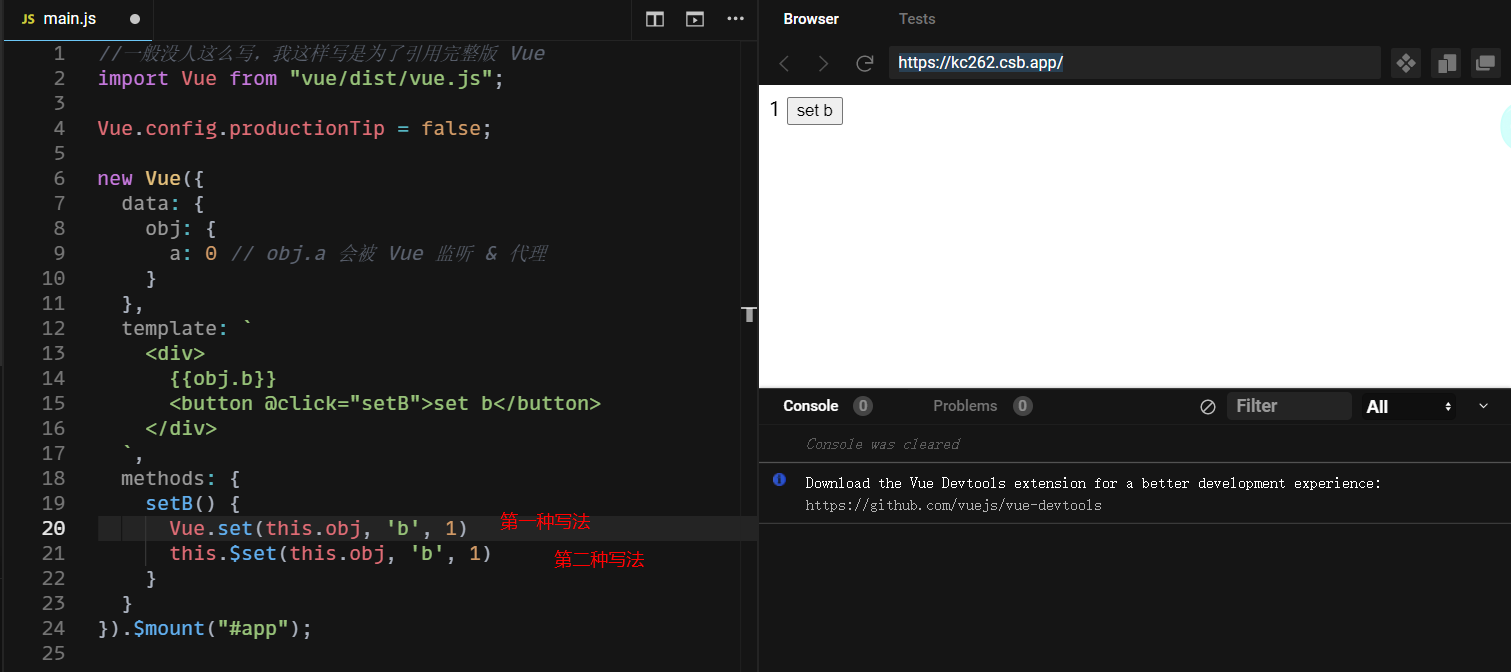 JS main.js
1 //一般没人这么写，我这样写是为了引用完整版 Vue
2 import Vue from "vue/dist/vue.js";
3
4 Vue.config.productionTip = false;
5
6 new Vue({
7 data: {
8 obj: {
9 a: 0 // obj.a 会被 Vue 监听 & 代理
10 }
11 },
12 template: `
13 <div>
14 {{obj.b}}
15 <button @click="setB">set b</button>
16 </div>
17 `,
18 methods: {
19 setB() {
20 Vue.set(this.obj, 'b', 1) 第一种写法
21 this.$set(this.obj, 'b', 1) 第二种写法
22 }
23 }
24 }).$mount("#app");
25
T
Browser Tests
https://kc262.csb.app/
1 set b
Console 0 Problems 0 Filter All
Console was cleared
Download the Vue Devtools extension for a better development experience:
https://github.com/vuejs/vue-devtools